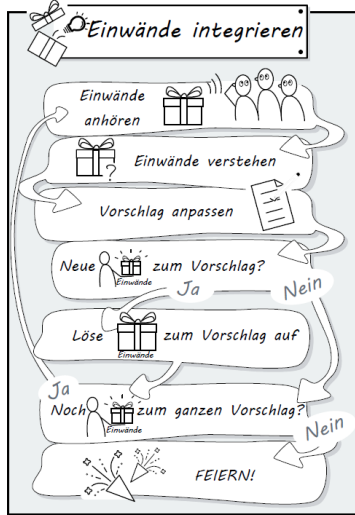 Einwände integrieren
Einwände
anhören
Einwände verstehen
?
Vorschlag anpassen
Neue Einwände zum Vorschlag?
Ja
Nein
Löse Einwände zum Vorschlag auf
Ja
Noch Einwände zum ganzen Vorschlag?
Nein
FEIERN!